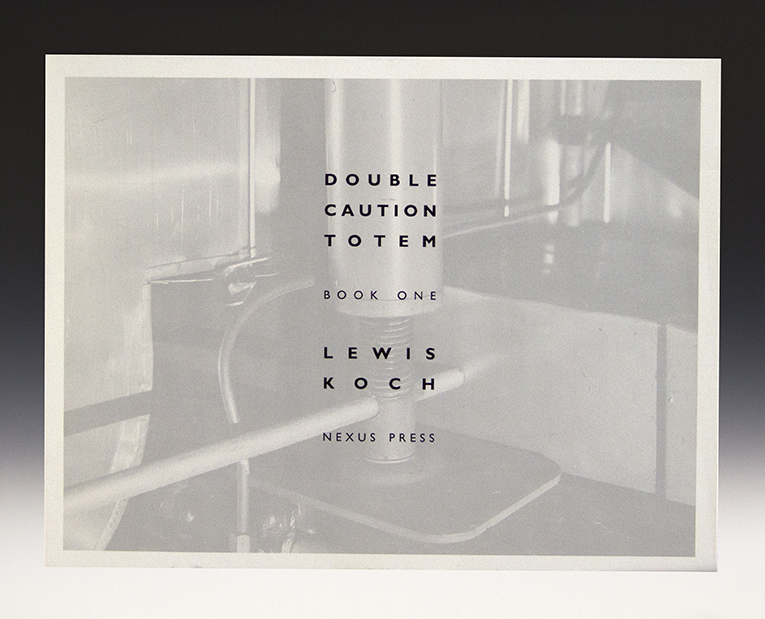 DOUBLE
CAUTION
TOTEM
BOOK ONE
LEWIS
KOCH
NEXUS PRESS